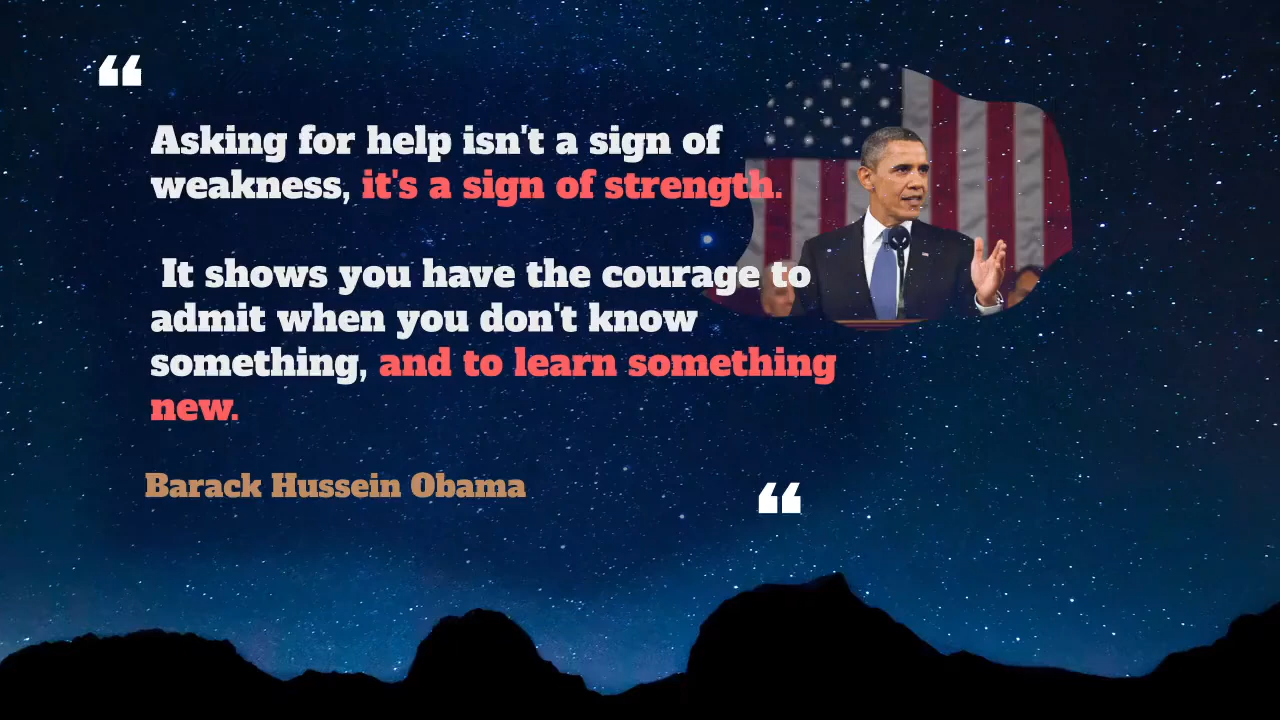 ❝
Asking for help isn't a sign of
weakness, it's a sign of strength.
It shows you have the courage to
admit when you don't know
something, and to learn something
new.
Barack Hussein Obama
❝